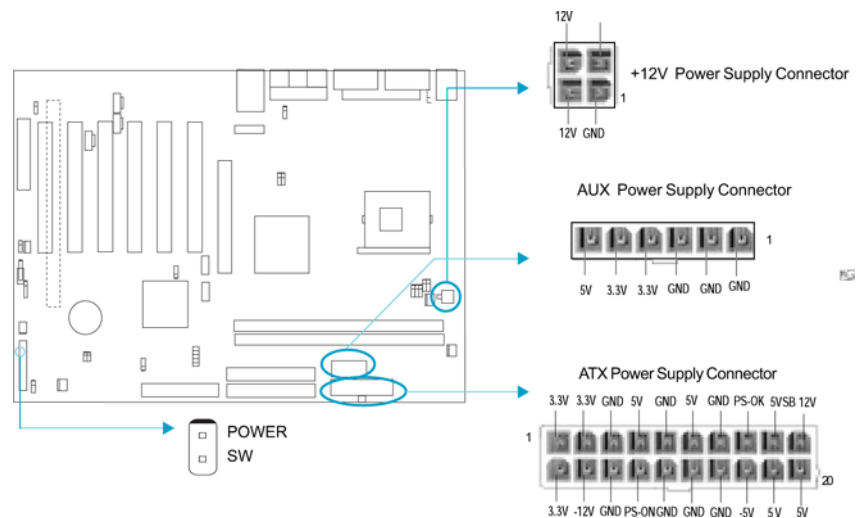 12V
+12V Power Supply Connector
1
12V GND
AUX Power Supply Connector
1
5V 3.3V 3.3V GND GND GND
ATX Power Supply Connector
3.3V 3.3V GND 5V GND 5V GND PS-OK 5VSB 12V
1
20
3.3V -12V GND PS-ON GND GND GND -5V 5V 5V
POWER
SW